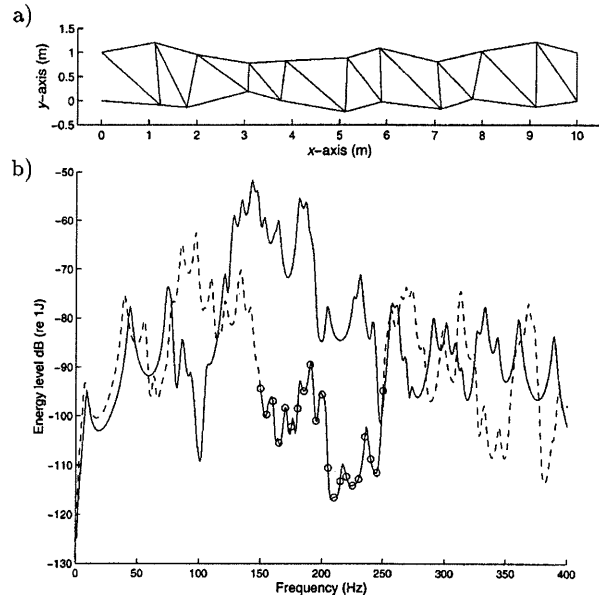 a)
1.5
1
0.5
0
-0.5
y-axis (m)
0 1 2 3 4 5 6 7 8 9 10
x-axis (m)
b)
-50
-60
-70
-80
-90
-100
-110
-120
-130
Energy level dB (re 1J)
0 50 100 150 200 250 300 350 400
Frequency (Hz)